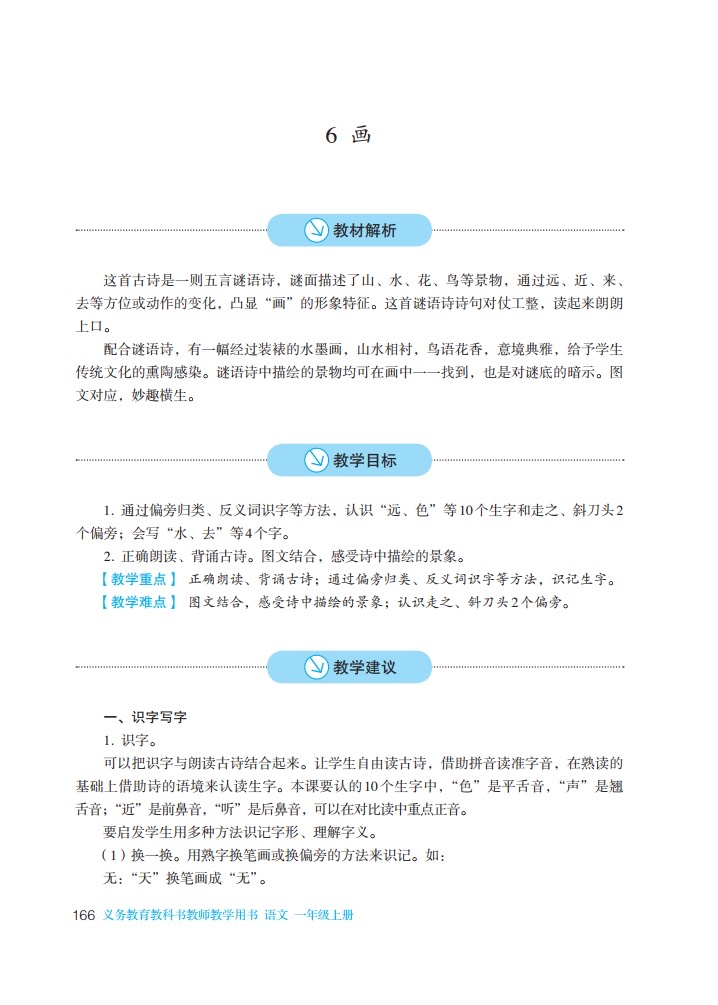 6 画
教材解析
这首古诗是一则五言谜语诗，谜面描述了山、水、花、鸟等景物，通过远、近、来、
去等方位或动作的变化，凸显“画”的形象特征。这首谜语诗诗句对仗工整，读起来朗朗
上口。
配合谜语诗，有一幅经过装裱的水墨画，山水相衬，鸟语花香，意境典雅，给予学生
传统文化的熏陶感染。谜语诗中描绘的景物均可在画中一一找到，也是对谜底的暗示。图
文对应，妙趣横生。
教学目标
1. 通过偏旁归类、反义词识字等方法，认识“远、色”等10个生字和走之、斜刀头2
个偏旁；会写“水、去”等4个字。
2. 正确朗读、背诵古诗。图文结合，感受诗中描绘的景象。
【教学重点】 正确朗读、背诵古诗；通过偏旁归类、反义词识字等方法，识记生字。
【教学难点】 图文结合，感受诗中描绘的景象；认识走之、斜刀头2个偏旁。
教学建议
一、识字写字
1. 识字。
可以把识字与朗读古诗结合起来。让学生自由读古诗，借助拼音读准字音，在熟读的
基础上借助诗的语境来认读生字。本课要认的10个生字中，“色”是平舌音，“声”是翘
舌音；“近”是前鼻音，“听”是后鼻音，可以在对比读中重点正音。
要启发学生用多种方法识记字形、理解字义。
（1）换一换。用熟字换笔画或换偏旁的方法来识记。如：
无：“天”换笔画成“无”。
166 义务教育教科书教师教学用书 语文 一年级上册